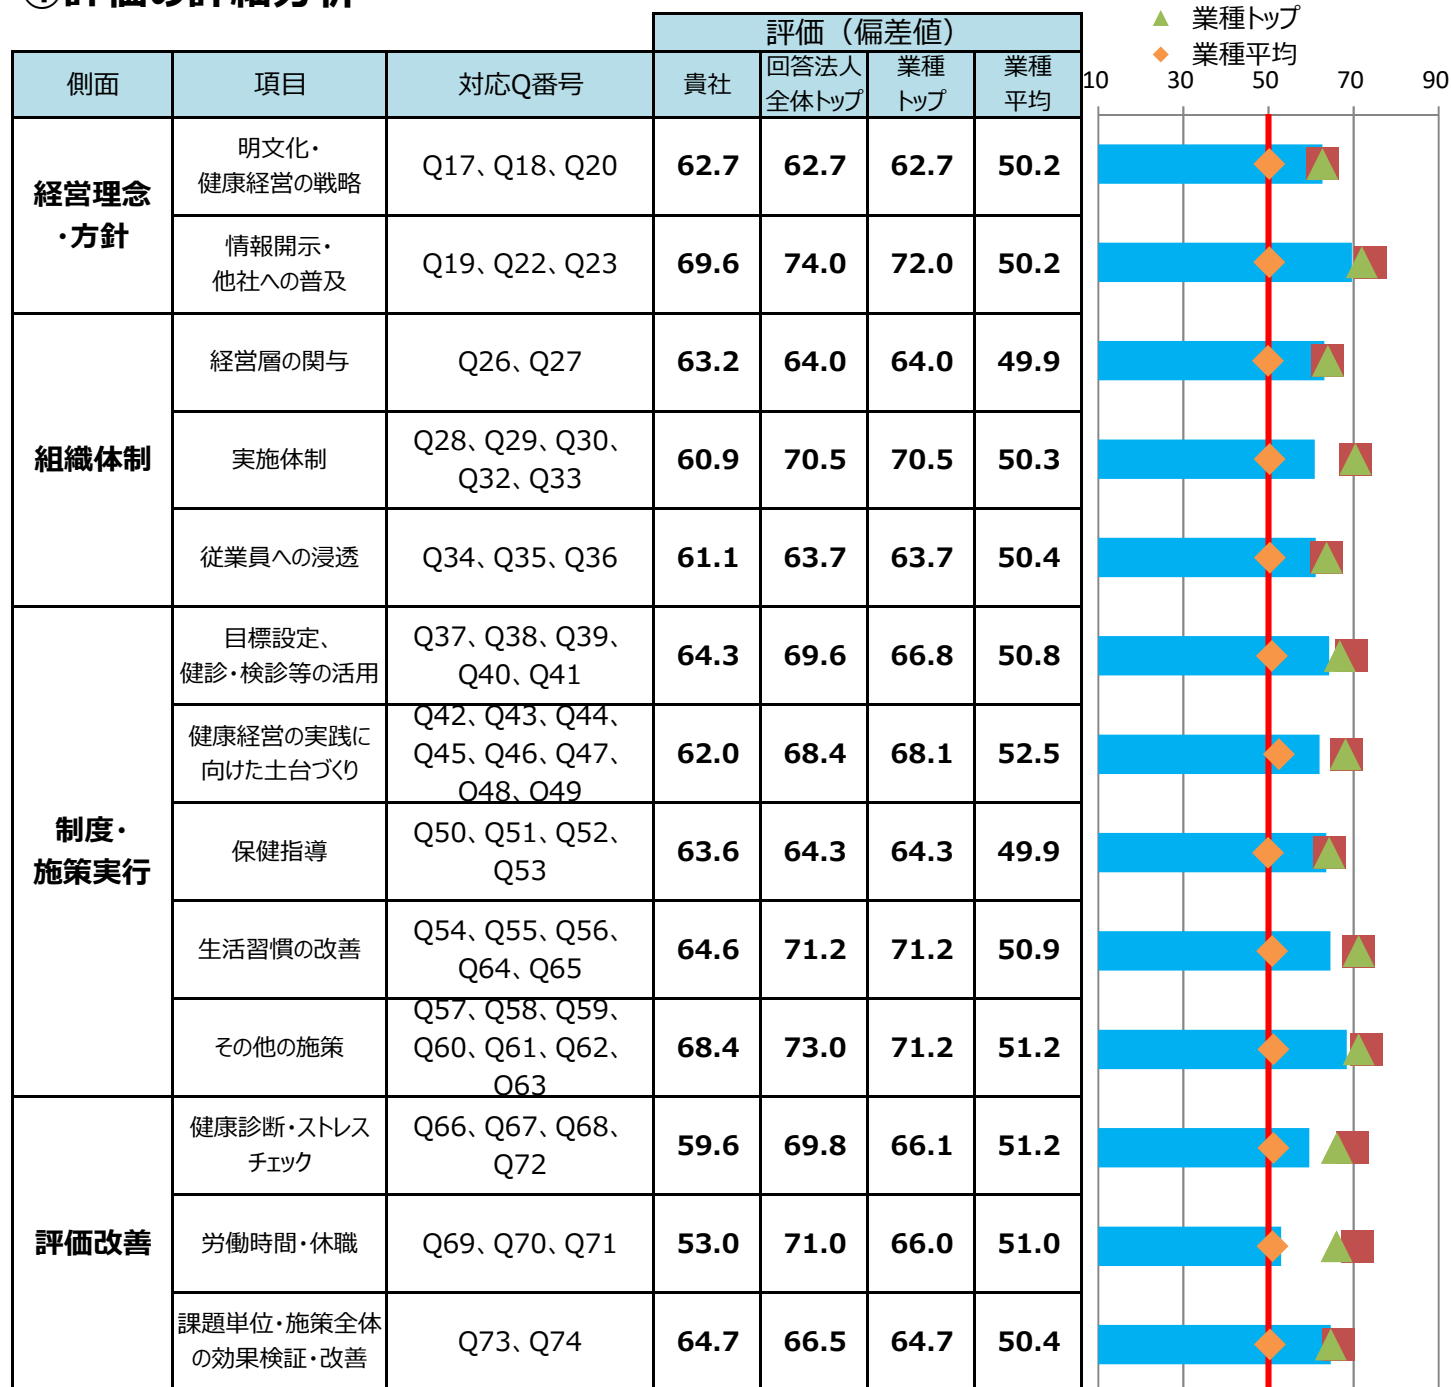 ①評価の詳細分析
▲ 業種トップ
◆ 業種平均
評価（偏差値）
側面 項目 対応Q番号 貴社 回答法人 業種 業種
全体トップ トップ 平均
10 30 50 70 90
経営理念
・方針
明文化・
健康経営の戦略
Q17、Q18、Q20 62.7 62.7 62.7 50.2
情報開示・
他社への普及
Q19、Q22、Q23 69.6 74.0 72.0 50.2
組織体制
経営層の関与 Q26、Q27 63.2 64.0 64.0 49.9
実施体制
Q28、Q29、Q30、
Q32、Q33
60.9 70.5 70.5 50.3
従業員への浸透 Q34、Q35、Q36 61.1 63.7 63.7 50.4
制度・
施策実行
目標設定、
健診・検診等の活用
Q37、Q38、Q39、
Q40、Q41
64.3 69.6 66.8 50.8
健康経営の実践に
向けた土台づくり
Q42、Q43、Q44、
Q45、Q46、Q47、
Q48、Q49
62.0 68.4 68.1 52.5
保健指導
Q50、Q51、Q52、
Q53
63.6 64.3 64.3 49.9
生活習慣の改善
Q54、Q55、Q56、
Q64、Q65
64.6 71.2 71.2 50.9
その他の施策
Q57、Q58、Q59、
Q60、Q61、Q62、
Q63
68.4 73.0 71.2 51.2
評価改善
健康診断・ストレス
チェック
Q66、Q67、Q68、
Q72
59.6 69.8 66.1 51.2
労働時間・休職 Q69、Q70、Q71 53.0 71.0 66.0 51.0
課題単位・施策全体
の効果検証・改善
Q73、Q74 64.7 66.5 64.7 50.4